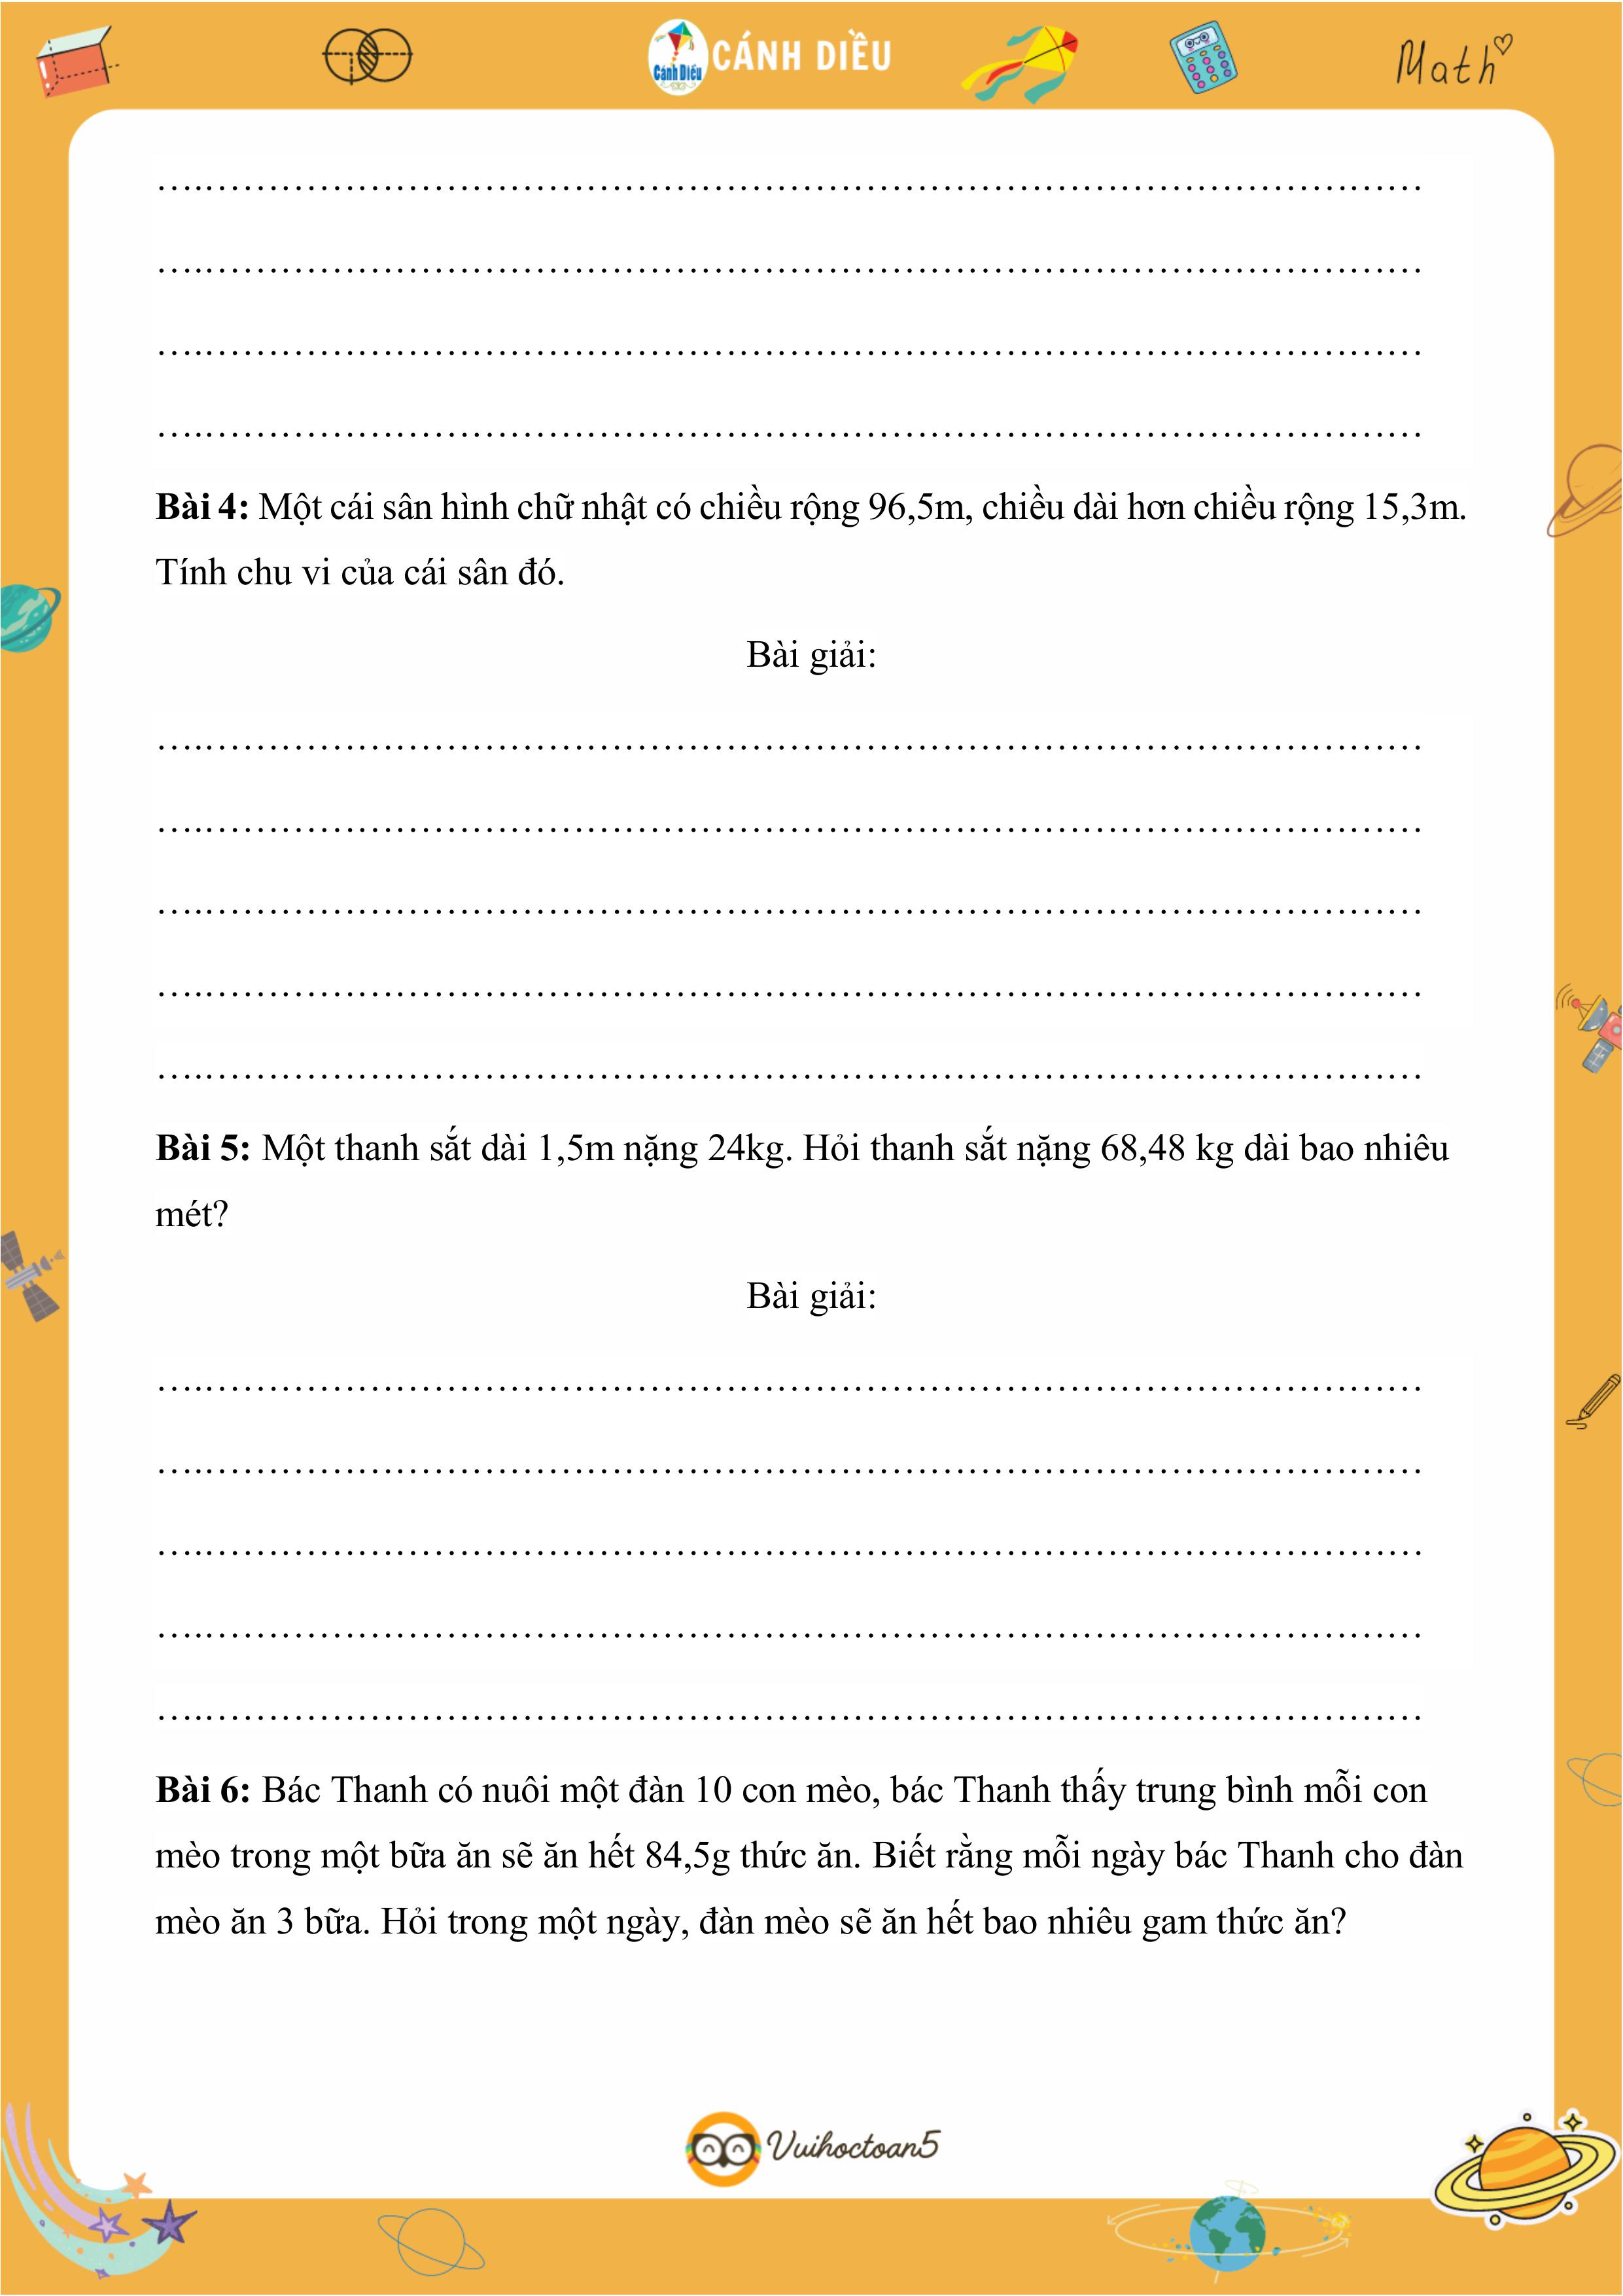 Cánh Diều CÁNH DIỀU
Math
................................................................................
................................................................................
................................................................................
................................................................................
Bài 4: Một cái sân hình chữ nhật có chiều rộng 96,5m, chiều dài hơn chiều rộng 15,3m.
Tính chu vi của cái sân đó.
Bài giải:
................................................................................
................................................................................
................................................................................
................................................................................
................................................................................
Bài 5: Một thanh sắt dài 1,5m nặng 24kg. Hỏi thanh sắt nặng 68,48 kg dài bao nhiêu
mét?
Bài giải:
................................................................................
................................................................................
................................................................................
................................................................................
................................................................................
Bài 6: Bác Thanh có nuôi một đàn 10 con mèo, bác Thanh thấy trung bình mỗi con
mèo trong một bữa ăn sẽ ăn hết 84,5g thức ăn. Biết rằng mỗi ngày bác Thanh cho đàn
mèo ăn 3 bữa. Hỏi trong một ngày, đàn mèo sẽ ăn hết bao nhiêu gam thức ăn?
Vuihoctoan5